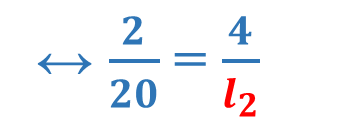 ↔ 2/20 = 4/l₂